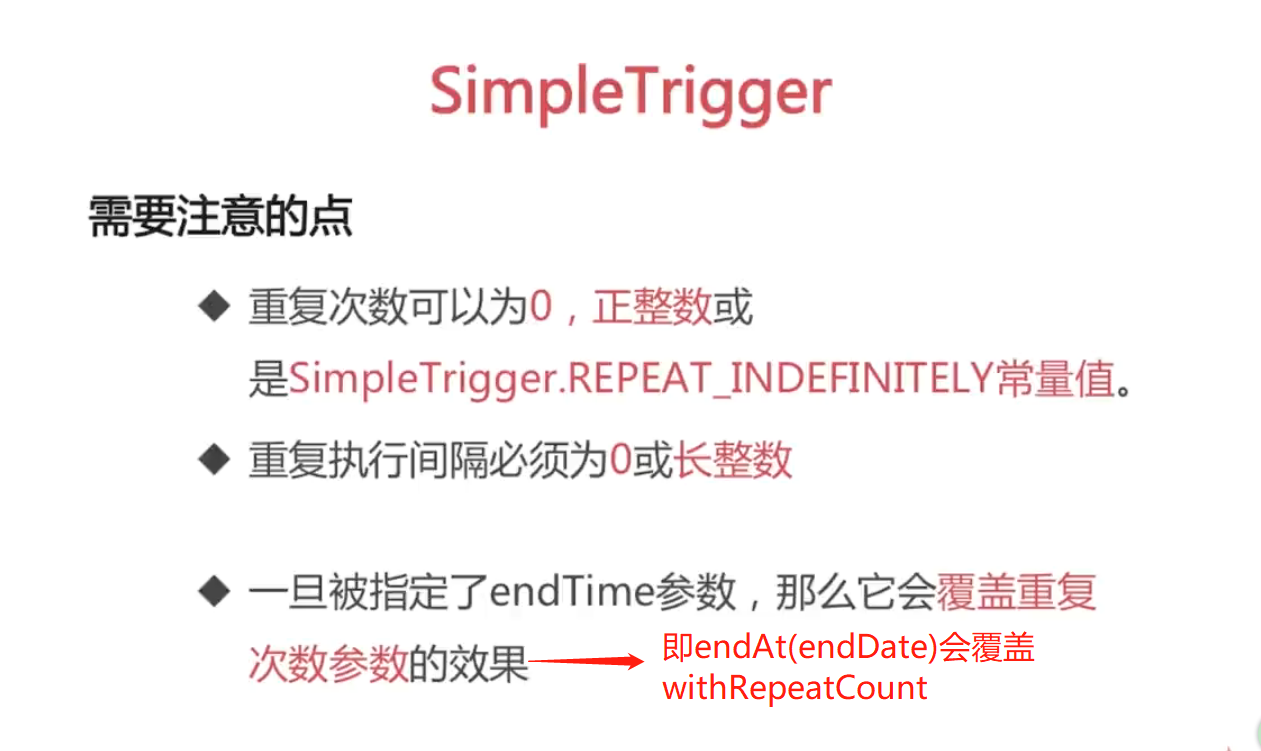 SimpleTrigger
需要注意的点
◆ 重复次数可以为0，正整数或
是SimpleTrigger.REPEAT_INDEFINITELY常量值。
◆ 重复执行间隔必须为0或长整数
◆ 一旦被指定了endTime参数，那么它会覆盖重复
次数参数的效果
即endAt(endDate)会覆盖
withRepeatCount